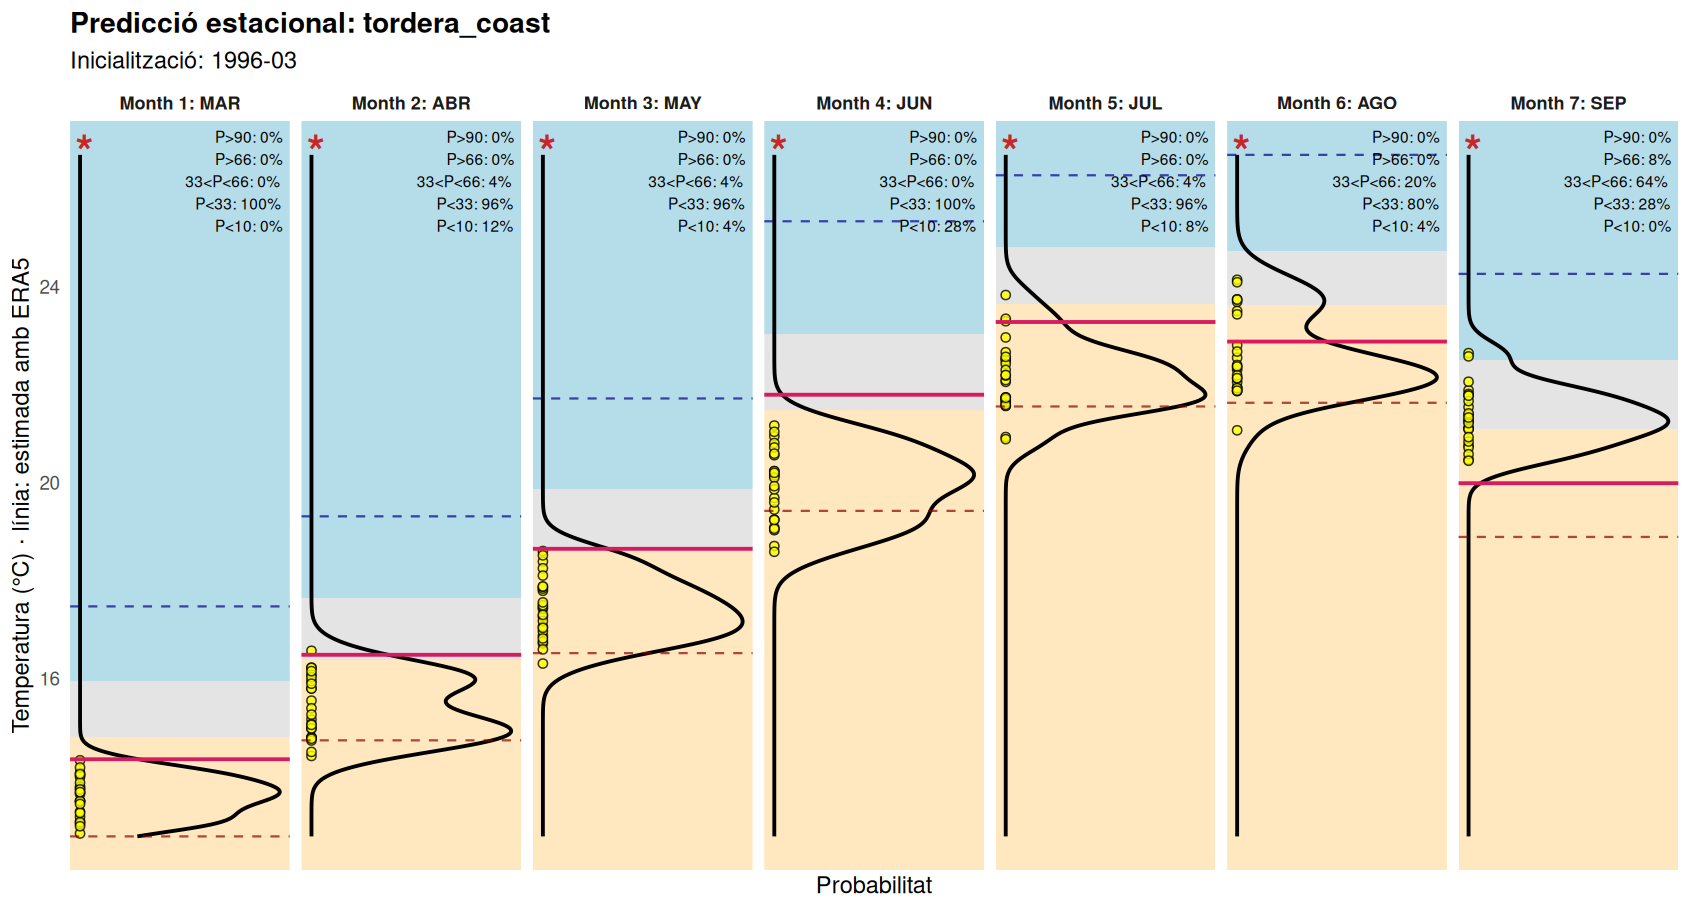 Predicció estacional: tordera_coast
Inicialització: 1996-03
Month 1: MAR
Month 2: ABR
Month 3: MAY
Month 4: JUN
Month 5: JUL
Month 6: AGO
Month 7: SEP
*
P>90: 0%
P>66: 0%
33<P<66: 0%
P<33: 100%
P<10: 0%
*
P>90: 0%
P>66: 0%
33<P<66: 4%
P<33: 96%
P<10: 12%
*
P>90: 0%
P>66: 0%
33<P<66: 4%
P<33: 96%
P<10: 4%
*
P>90: 0%
P>66: 0%
33<P<66: 0%
P<33: 100%
P<10: 28%
*
P>90: 0%
P>66: 0%
33<P<66: 4%
P<33: 96%
P<10: 8%
*
P>90: 0%
P>66: 0%
33<P<66: 20%
P<33: 80%
P<10: 4%
*
P>90: 0%
P>66: 8%
33<P<66: 64%
P<33: 28%
P<10: 0%
Temperatura (°C) · línia: estimada amb ERA5
24
20
16
Probabilitat